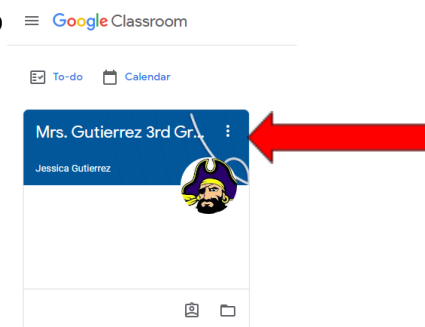 Google Classroom
To-do Calendar
Mrs. Gutierrez 3rd Gr...
Jessica Gutierrez